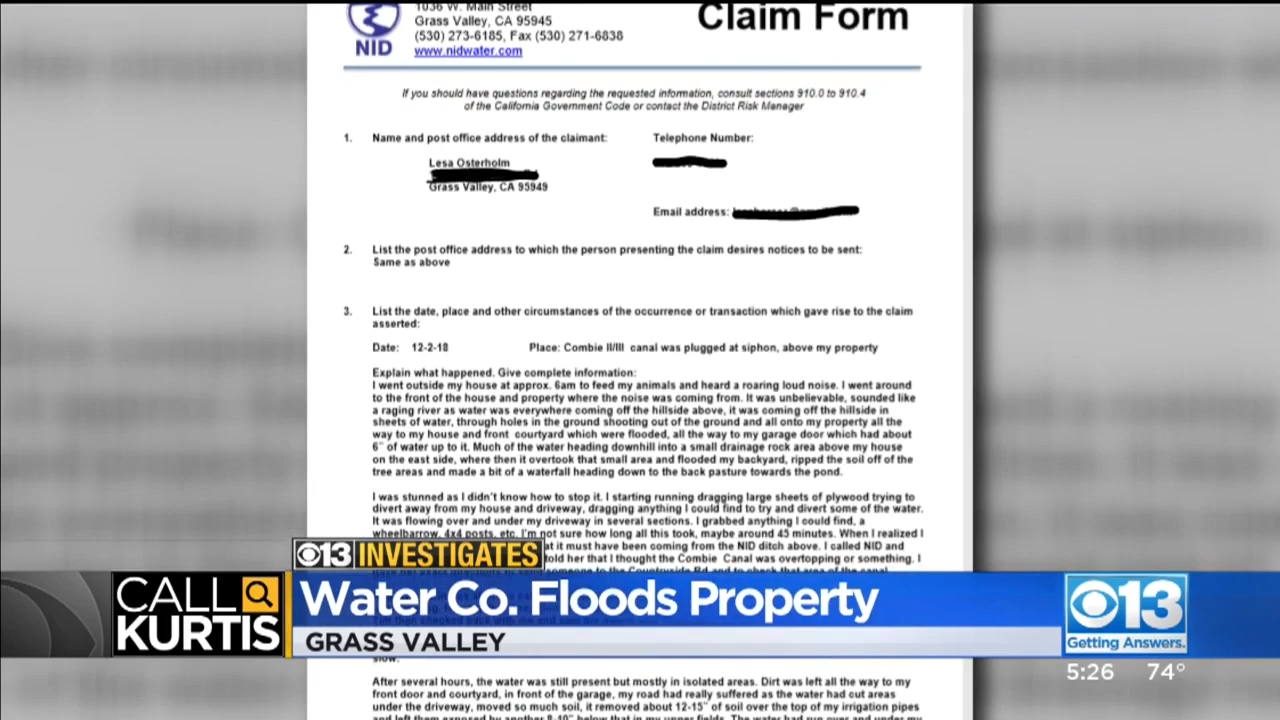 1036 W. Main Street
Grass Valley, CA 95945
(530) 273-6185, Fax (530) 271-6838
www.nidwater.com
NID
Claim Form
If you should have questions regarding the requested information, consult sections 910.0 to 910.4
of the California Government Code or contact the District Risk Manager
1. Name and post office address of the claimant:
Telephone Number:
Lesa Osterholm
Grass Valley, CA 95949
Email address:
2. List the post office address to which the person presenting the claim desires notices to be sent:
Same as above
3. List the date, place and other circumstances of the occurrence or transaction which gave rise to the claim
asserted:
Date: 12-2-18 Place: Combie II/III canal was plugged at siphon, above my property
Explain what happened. Give complete information:
I went outside my house at approx. 6am to feed my animals and heard a roaring loud noise. I went around
to the front of the house and property where the noise was coming from. It was unbelievable, sounded like
a raging river as water was everywhere coming off the hillside above, it was coming off the hillside in
sheets of water, through holes in the ground shooting out of the ground and all onto my property all the
way to my house and front courtyard which were flooded, all the way to my garage door which had about
6" of water up to it. Much of the water heading downhill into a small drainage rock area above my house
on the east side, where then it overtook that small area and flooded my backyard, ripped the soil off of the
tree areas and made a bit of a waterfall heading down to the back pasture towards the pond.
I was stunned as I didn't know how to stop it. I starting running dragging large sheets of plywood trying to
divert away from my house and driveway, dragging anything I could find to try and divert some of the water.
It was flowing over and under my driveway in several sections. I grabbed anything I could find, a
wheelbarrow, 4x4 posts, etc. I'm not sure how long all this took, maybe around 45 minutes. When I realized I
at it must have been coming from the NID ditch above. I called NID and
told her that I thought the Combie Canal was overtopping or something. I
CBS 13 INVESTIGATES
CALL KURTIS
Water Co. Floods Property
GRASS VALLEY
13
Getting Answers.
5:26 74°
slow.
After several hours, the water was still present but mostly in isolated areas. Dirt was left all the way to my
front door and courtyard, in front of the garage, my road had really suffered as the water had cut areas
under the driveway, moved so much soil, it removed about 12-15" of soil over the top of my irrigation pipes